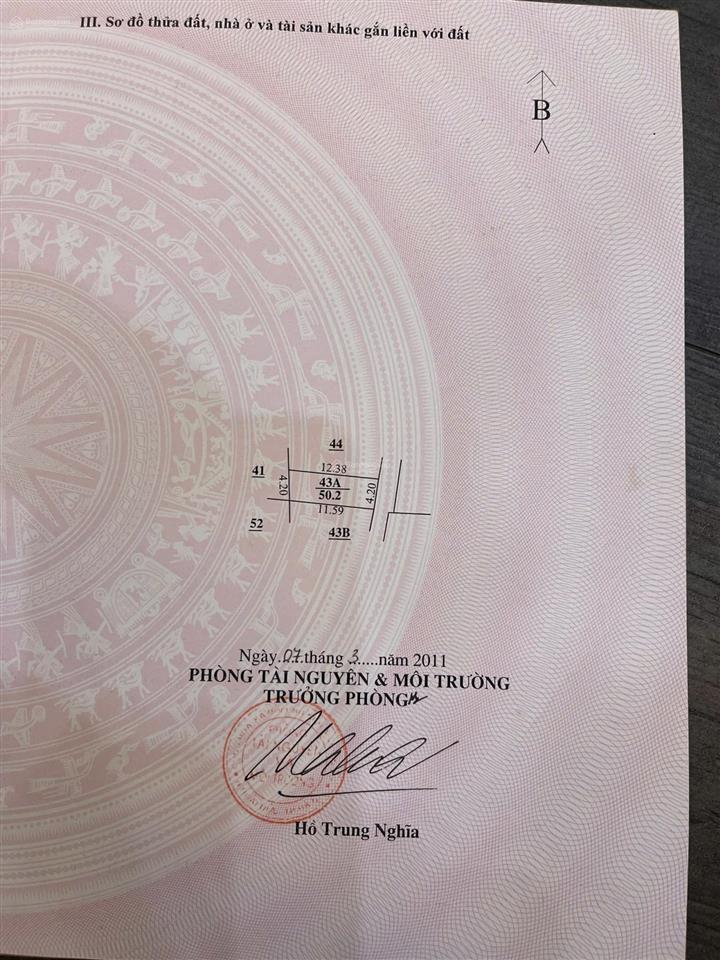 III. Sơ đồ thửa đất, nhà ở và tài sản khác gắn liền với đất
B
44
12.38
41
4.20
43A
50.2
4.20
11.59
52
43B
Ngày.07.tháng 3.....năm 2011
PHÒNG TÀI NGUYÊN & MÔI TRƯỜNG
TRƯỞNG PHÒNG
Hồ Trung Nghĩa